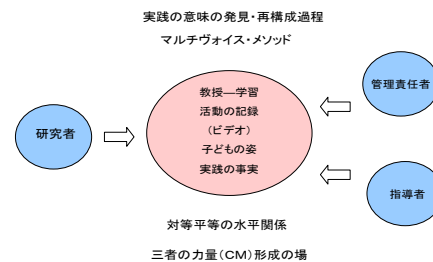 実践の意味の発見・再構成過程
マルチヴォイス・メソッド
教授―学習
活動の記録
(ビデオ)
子どもの姿
実践の事実
研究者
管理責任者
指導者
対等平等の水平関係
三者の力量(CM)形成の場